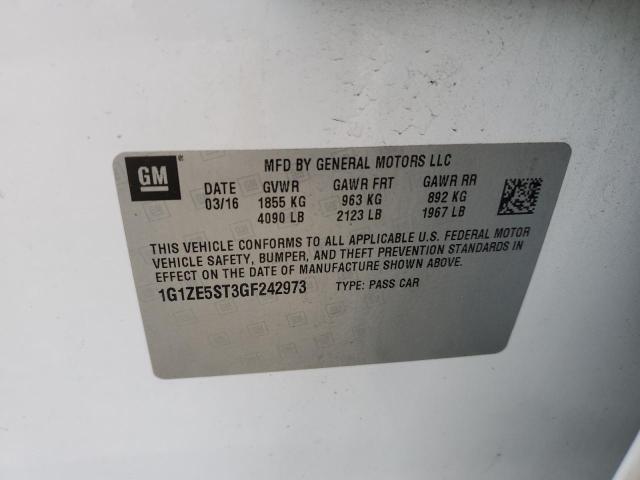 GM
MFD BY GENERAL MOTORS LLC
DATE GVWR GAWR FRT GAWR RR
03/16 1855 KG 963 KG 892 KG
4090 LB 2123 LB 1967 LB
THIS VEHICLE CONFORMS TO ALL APPLICABLE U.S. FEDERAL MOTOR
VEHICLE SAFETY, BUMPER, AND THEFT PREVENTION STANDARDS IN
EFFECT ON THE DATE OF MANUFACTURE SHOWN ABOVE.
1G1ZE5ST3GF242973 TYPE: PASS CAR